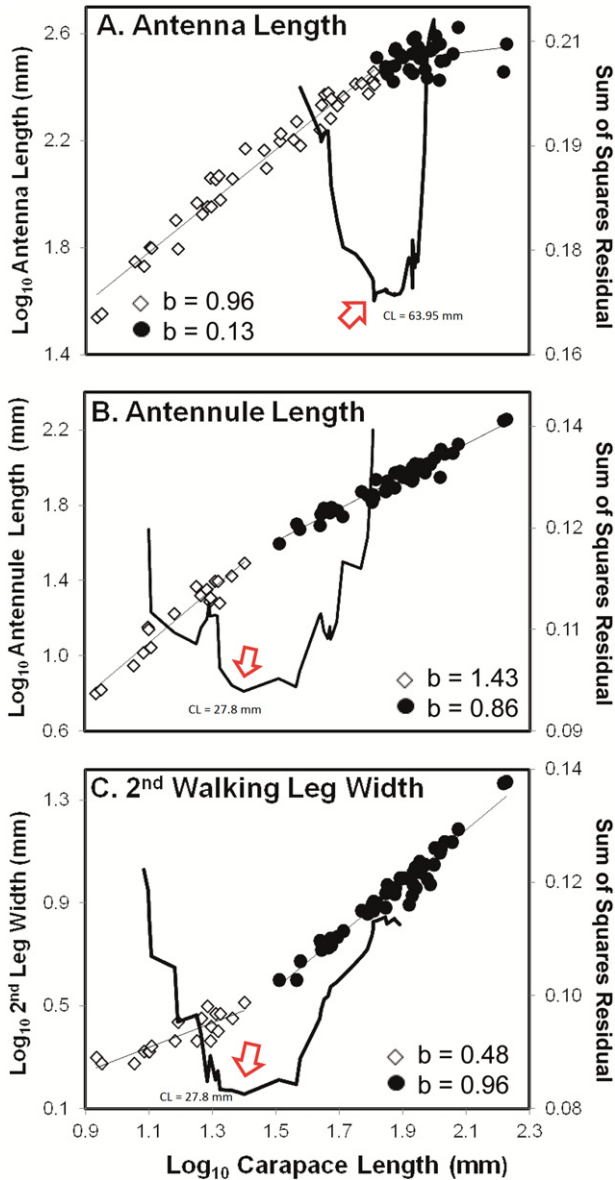 A. Antenna Length
2.6
2.2
1.8
1.4
Log10 Antenna Length (mm)
b = 0.96
b = 0.13
CL = 63.95 mm
0.21
0.20
0.19
0.18
0.17
0.16
Sum of Squares Residual
B. Antennule Length
2.2
1.8
1.4
1.0
0.6
Log10 Antennule Length (mm)
CL = 27.8 mm
b = 1.43
b = 0.86
0.14
0.13
0.12
0.11
0.10
0.09
Sum of Squares Residual
C. 2nd Walking Leg Width
1.3
0.9
0.5
0.1
Log10 2nd Leg Width (mm)
CL = 27.8 mm
b = 0.48
b = 0.96
0.14
0.12
0.10
0.08
Sum of Squares Residual
0.9 1.1 1.3 1.5 1.7 1.9 2.1 2.3
Log10 Carapace Length (mm)